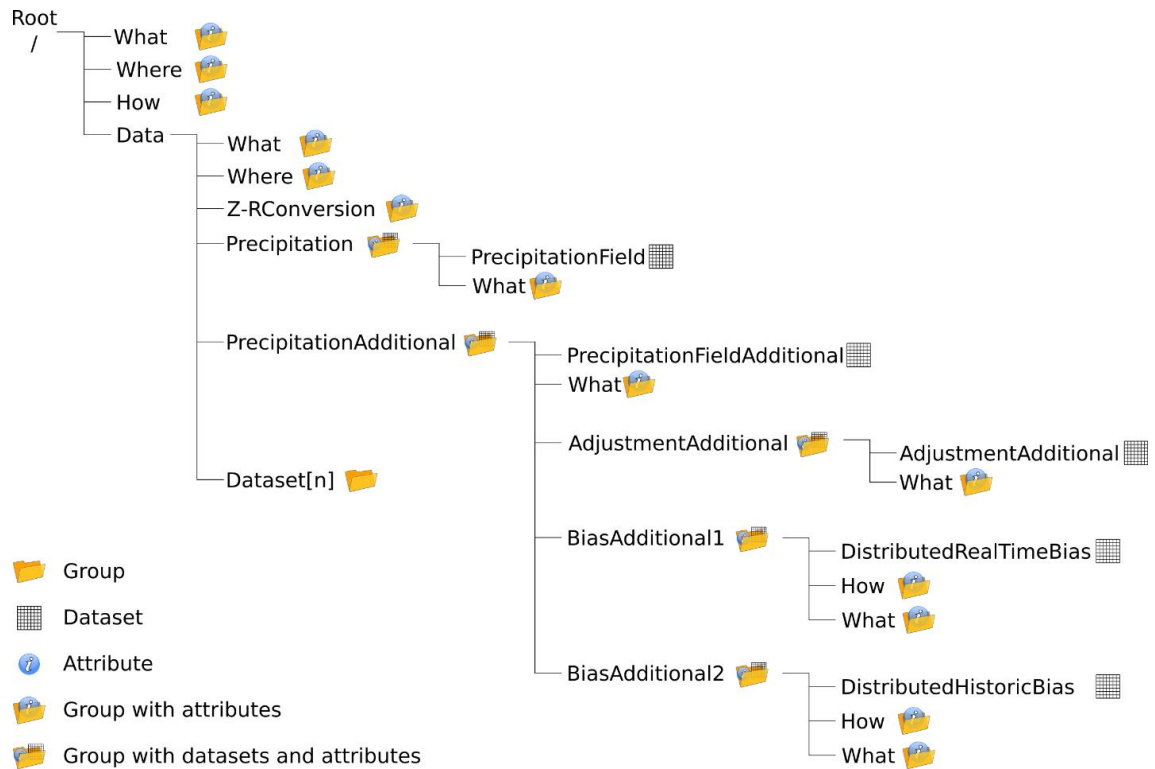 Root
/
What
Where
How
Data
What
Where
Z-RConversion
Precipitation
PrecipitationField
What
PrecipitationAdditional
PrecipitationFieldAdditional
What
AdjustmentAdditional
AdjustmentAdditional
What
Dataset[n]
BiasAdditional1
DistributedRealTimeBias
How
What
BiasAdditional2
DistributedHistoricBias
How
What
Group
Dataset
Attribute
Group with attributes
Group with datasets and attributes